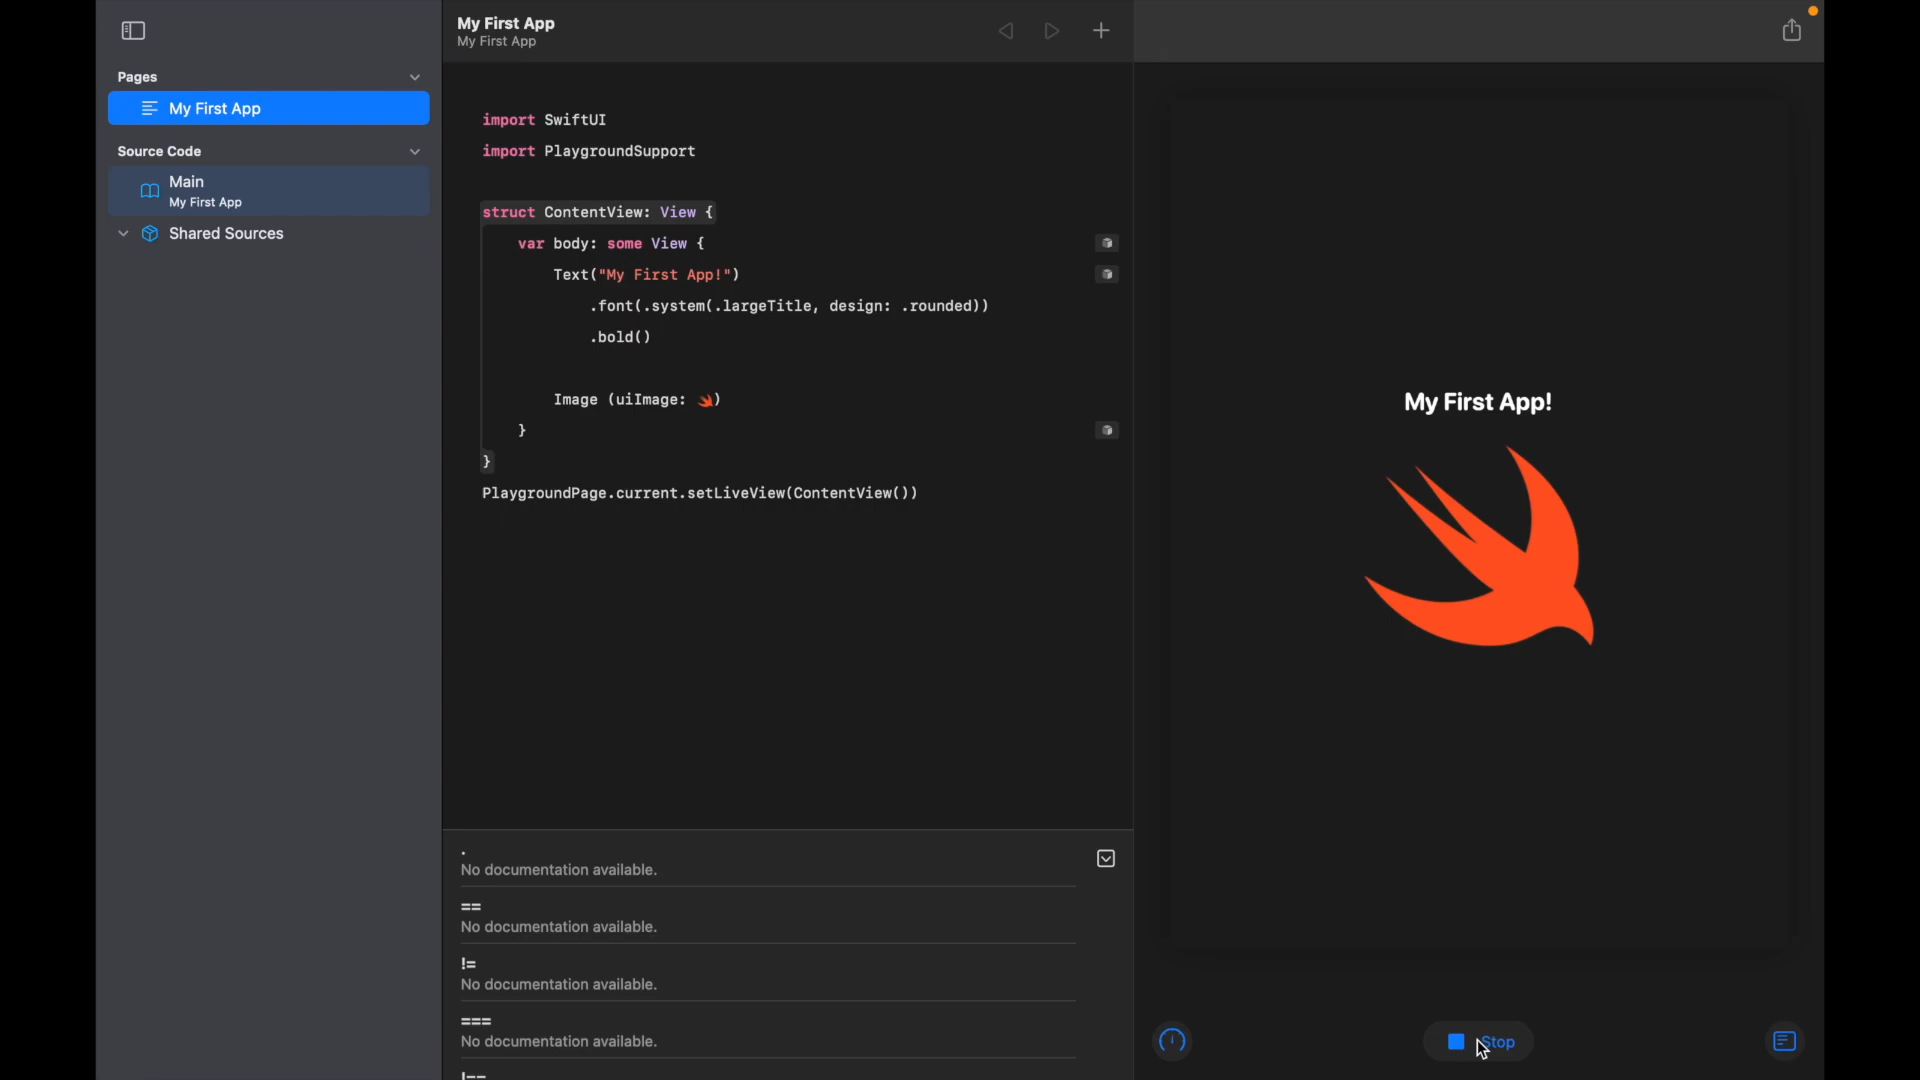 My First App
My First App
Pages
My First App
Source Code
Main
My First App
Shared Sources
import SwiftUI
import PlaygroundSupport
struct ContentView: View {
var body: some View {
Text("My First App!")
.font(.system(.largeTitle, design: .rounded))
.bold()
Image (uiImage: )
}
}
PlaygroundPage.current.setLiveView(ContentView())
.
No documentation available.
==
No documentation available.
!=
No documentation available.
===
No documentation available.
!==
My First App!
Stop